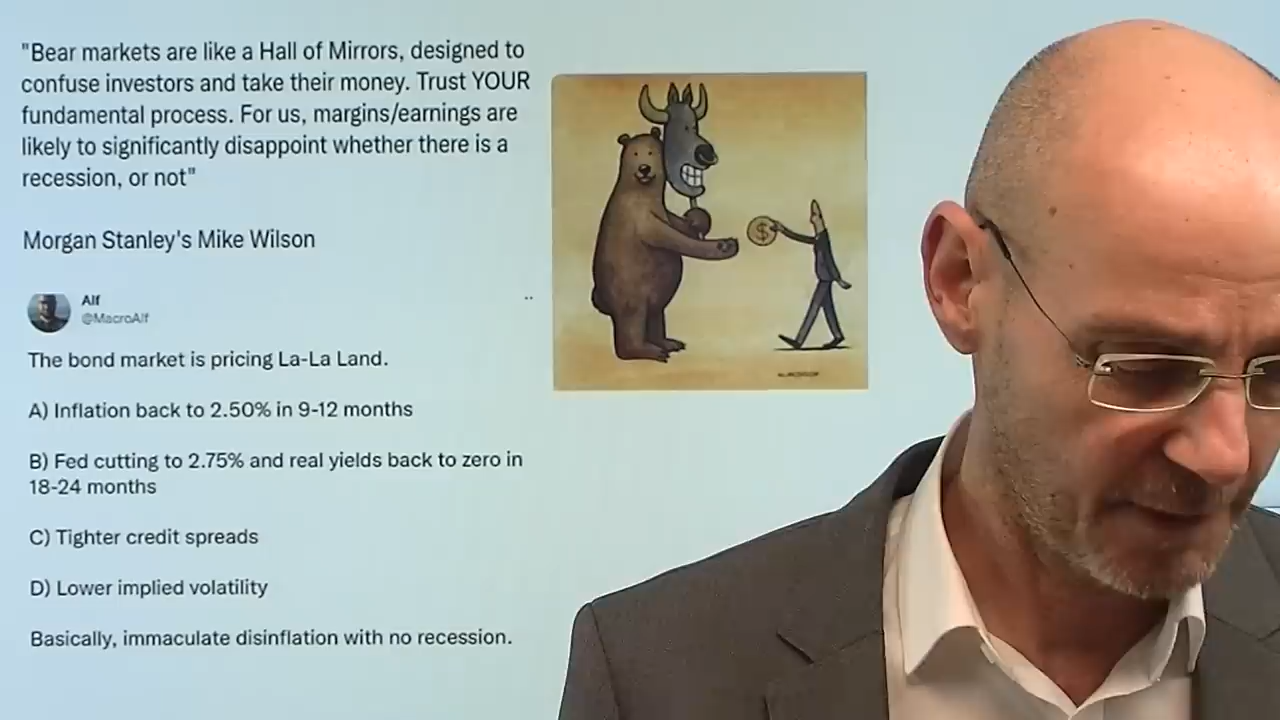 "Bear markets are like a Hall of Mirrors, designed to
confuse investors and take their money. Trust YOUR
fundamental process. For us, margins/earnings are
likely to significantly disappoint whether there is a
recession, or not"
Morgan Stanley's Mike Wilson
Alf
@MacroAlf
The bond market is pricing La-La Land.
A) Inflation back to 2.50% in 9-12 months
B) Fed cutting to 2.75% and real yields back to zero in
18-24 months
C) Tighter credit spreads
D) Lower implied volatility
Basically, immaculate disinflation with no recession.
$